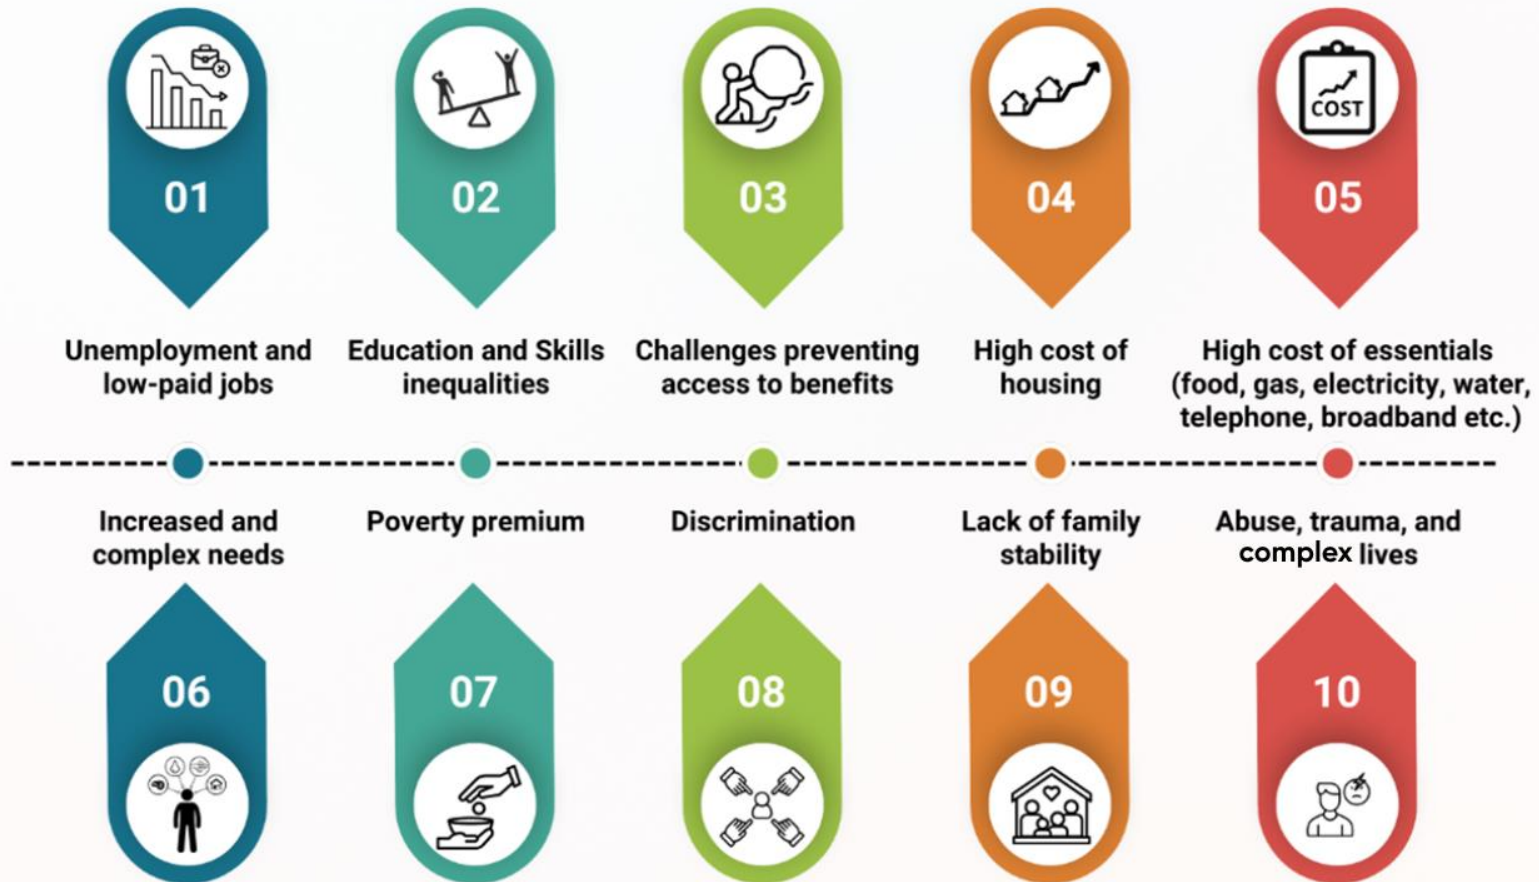 COST
01
02
03
04
05
Unemployment and
low-paid jobs
Education and Skills
inequalities
Challenges preventing
access to benefits
High cost of
housing
High cost of essentials
(food, gas, electricity, water,
telephone, broadband etc.)
Increased and
complex needs
Poverty premium
Discrimination
Lack of family
stability
Abuse, trauma, and
complex lives
06
07
08
09
10